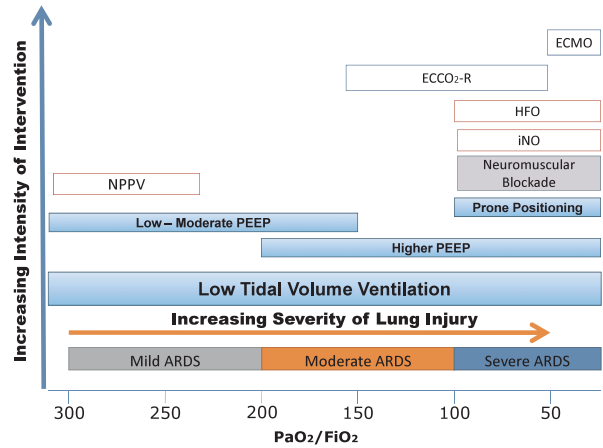 Increasing Intensity of Intervention
ECMO
ECCO₂-R
HFO
iNO
Neuromuscular
Blockade
NPPV
Prone Positioning
Low – Moderate PEEP
Higher PEEP
Low Tidal Volume Ventilation
Increasing Severity of Lung Injury
Mild ARDS
Moderate ARDS
Severe ARDS
300
250
200
150
100
50
PaO₂/FiO₂